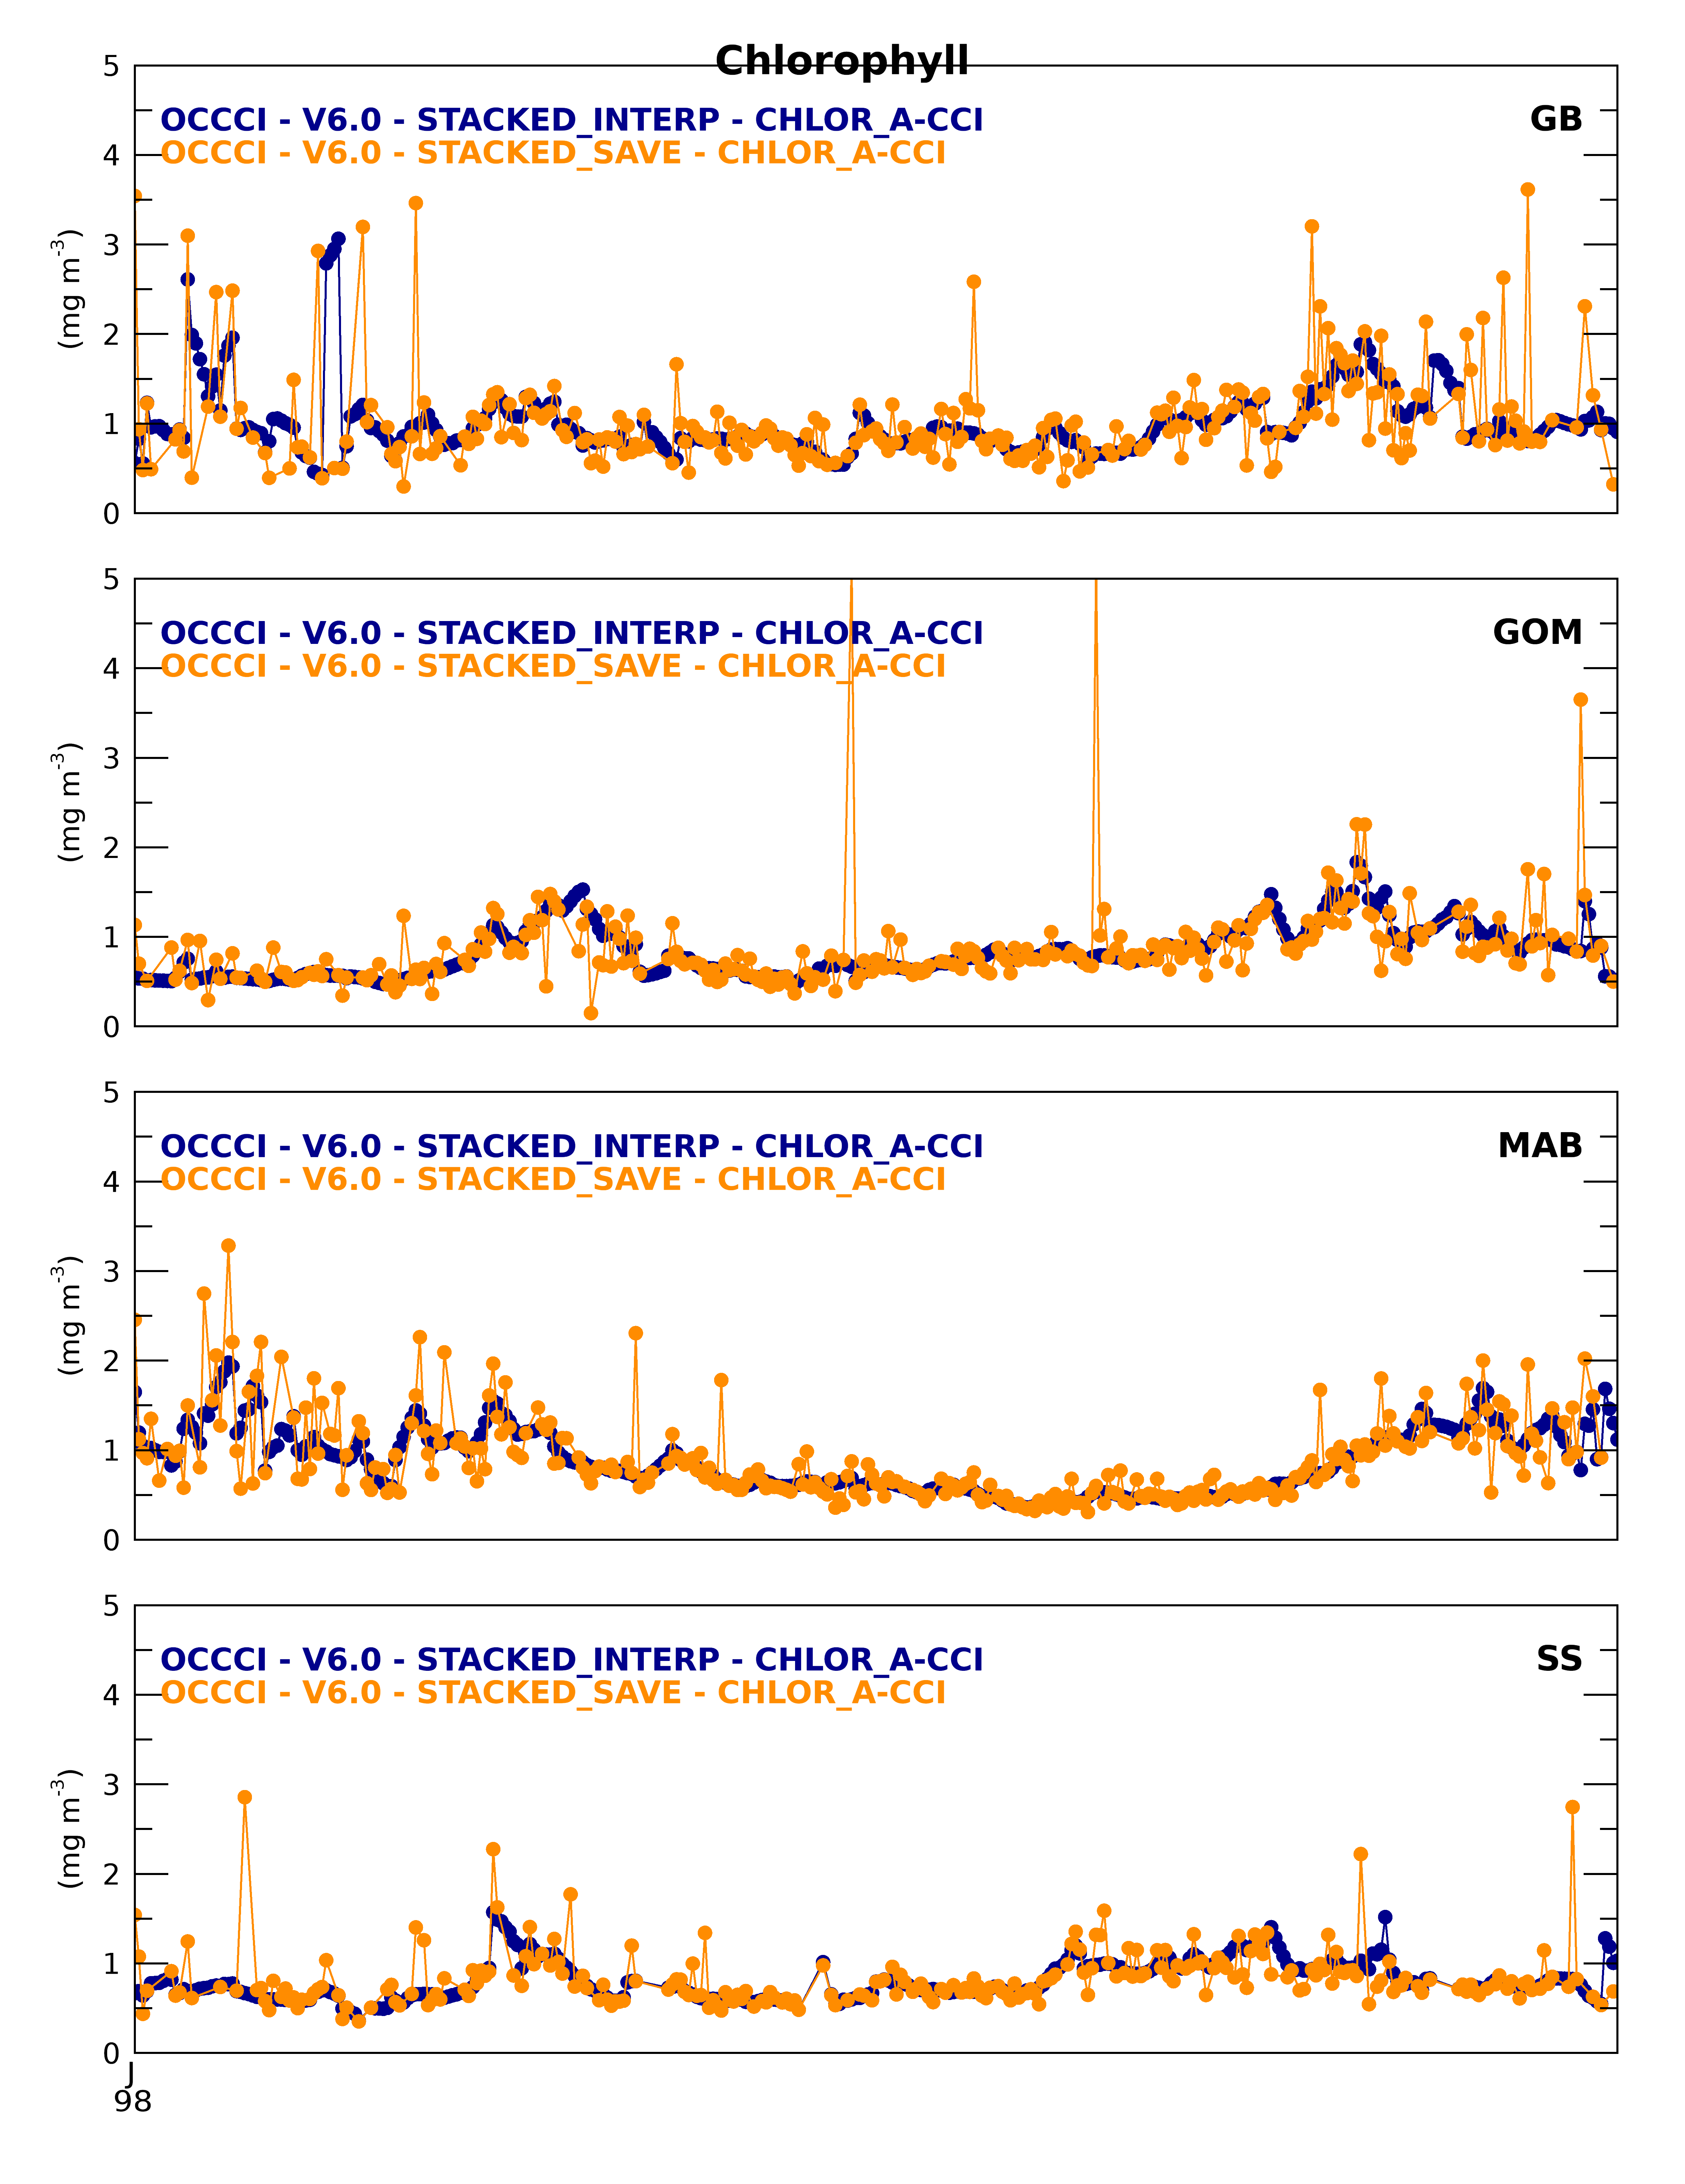 Chlorophyll
5
4
3
2
1
0
(mg m-3)
OCCCI - V6.0 - STACKED_INTERP - CHLOR_A-CCI
OCCCI - V6.0 - STACKED_SAVE - CHLOR_A-CCI
GB
5
4
3
2
1
0
(mg m-3)
OCCCI - V6.0 - STACKED_INTERP - CHLOR_A-CCI
OCCCI - V6.0 - STACKED_SAVE - CHLOR_A-CCI
GOM
5
4
3
2
1
0
(mg m-3)
OCCCI - V6.0 - STACKED_INTERP - CHLOR_A-CCI
OCCCI - V6.0 - STACKED_SAVE - CHLOR_A-CCI
MAB
5
4
3
2
1
0
(mg m-3)
OCCCI - V6.0 - STACKED_INTERP - CHLOR_A-CCI
OCCCI - V6.0 - STACKED_SAVE - CHLOR_A-CCI
SS
J
98